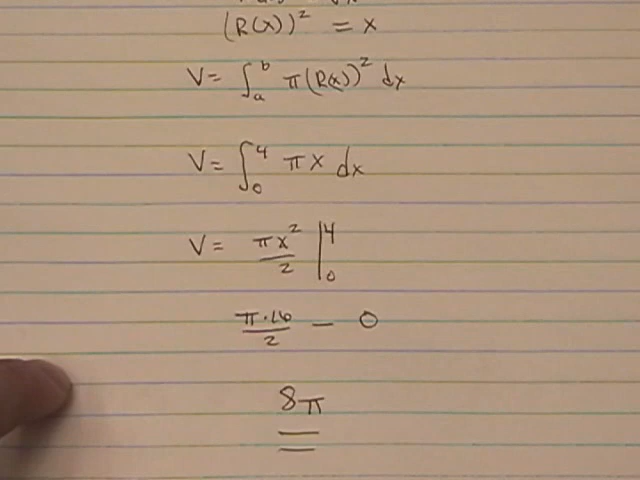 (R(x))² = x
V = ∫ₐᵇ π(R(x))² dx
V = ∫₀⁴ πx dx
V = πx²/2 |₀⁴
π·16/2 − 0
8π